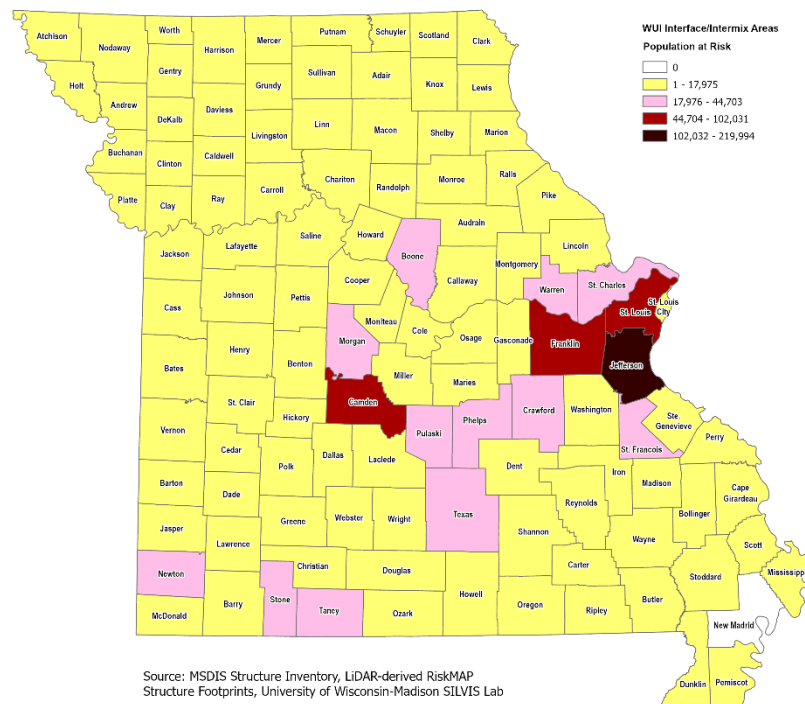 WUI Interface/Intermix Areas
Population at Risk
0
1 - 17,975
17,976 - 44,703
44,704 - 102,031
102,032 - 219,994
Atchison
Nodaway
Worth
Harrison
Mercer
Putnam
Schuyler
Scotland
Clark
Holt
Gentry
Sullivan
Adair
Knox
Lewis
Andrew
DeKalb
Daviess
Grundy
Livingston
Linn
Macon
Shelby
Marion
Buchanan
Clinton
Caldwell
Chariton
Randolph
Monroe
Ralls
Pike
Platte
Clay
Ray
Carroll
Audrain
Jackson
Lafayette
Saline
Howard
Boone
Callaway
Montgomery
Lincoln
Cass
Johnson
Pettis
Cooper
Moniteau
Cole
Osage
Gasconade
Warren
St. Charles
St. Louis
St. Louis
City
Bates
Henry
Benton
Morgan
Miller
Maries
Franklin
Jefferson
Vernon
St. Clair
Hickory
Camden
Pulaski
Phelps
Crawford
Washington
St. Francois
Ste.
Genevieve
Perry
Barton
Cedar
Polk
Dallas
Laclede
Dent
Iron
Madison
Cape
Girardeau
Bollinger
Jasper
Dade
Greene
Webster
Wright
Texas
Shannon
Reynolds
Wayne
Scott
Mississipp
Newton
Lawrence
Christian
Douglas
Howell
Carter
Stoddard
McDonald
Barry
Stone
Taney
Ozark
Oregon
Ripley
Butler
New Madrid
Dunklin
Pemiscot
Source: MSDIS Structure Inventory, LiDAR-derived RiskMAP
Structure Footprints, University of Wisconsin-Madison SILVIS Lab